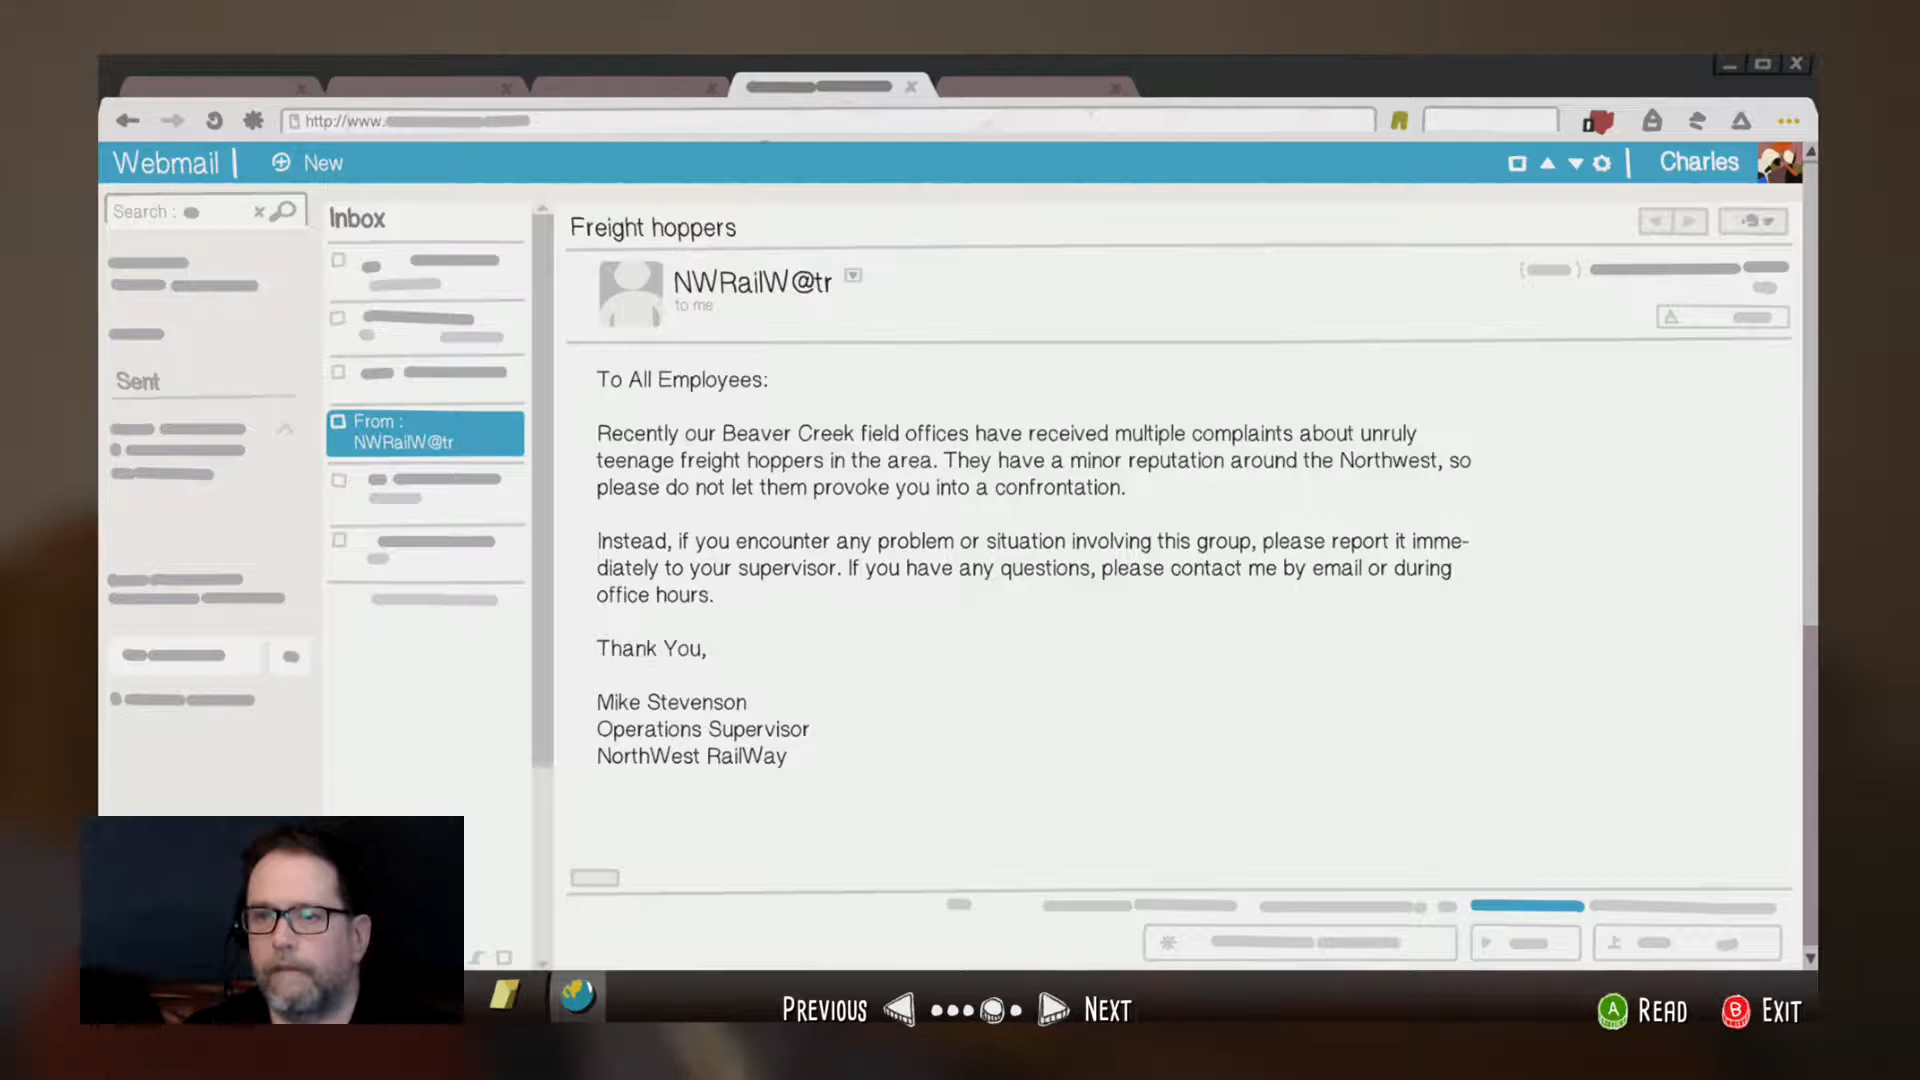 http://www.
Webmail
New
Charles
Search :
Inbox
Sent
From :
NWRailW@tr
Freight hoppers
NWRailW@tr
to me
To All Employees:
Recently our Beaver Creek field offices have received multiple complaints about unruly
teenage freight hoppers in the area. They have a minor reputation around the Northwest, so
please do not let them provoke you into a confrontation.
Instead, if you encounter any problem or situation involving this group, please report it imme-
diately to your supervisor. If you have any questions, please contact me by email or during
office hours.
Thank You,
Mike Stevenson
Operations Supervisor
NorthWest RailWay
PREVIOUS
NEXT
A READ
B EXIT